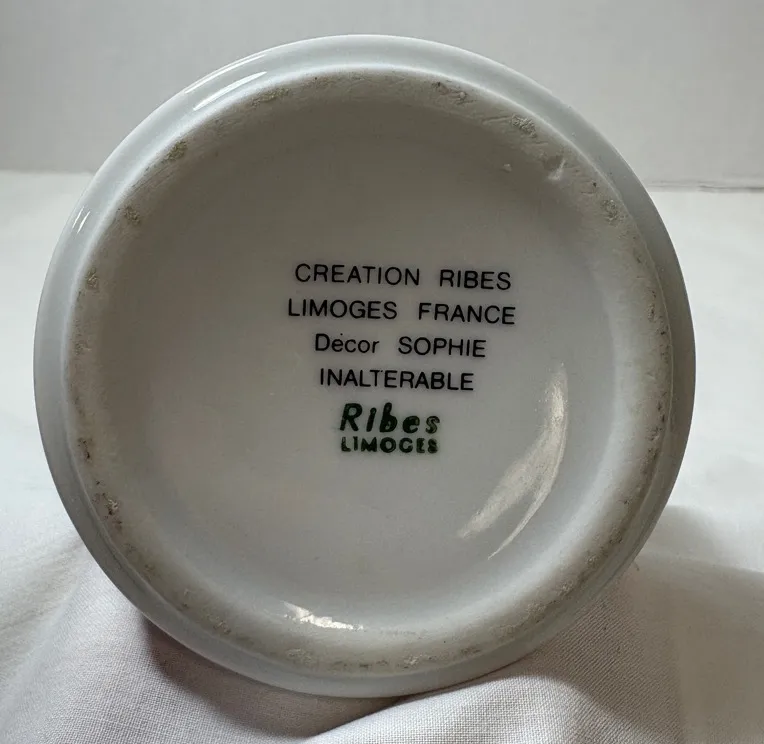 CREATION RIBES
LIMOGES FRANCE
Décor SOPHIE
INALTERABLE
Ribes
LIMOGES